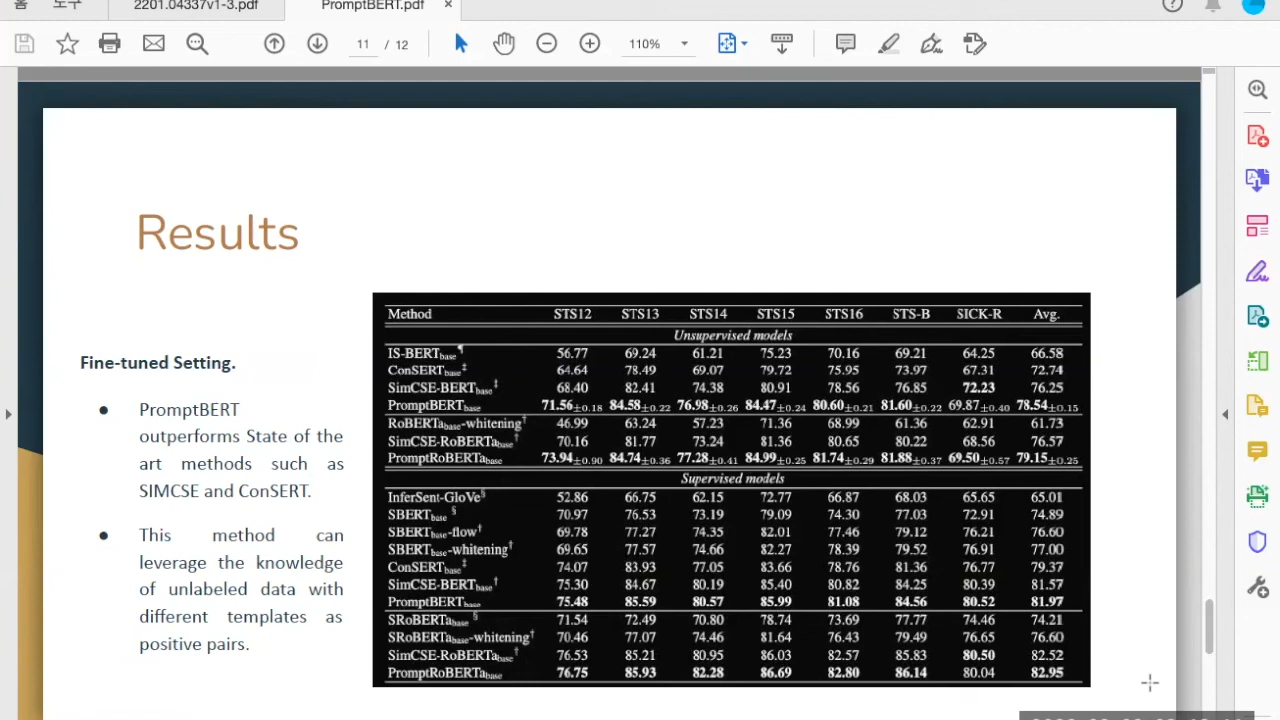 홈 도구 2201.04337v1-3.pdf PromptBERT.pdf ×
11 / 12 110%
Results
Fine-tuned Setting.
● PromptBERT
outperforms State of the
art methods such as
SIMCSE and ConSERT.
● This method can
leverage the knowledge
of unlabeled data with
different templates as
positive pairs.
Method STS12 STS13 STS14 STS15 STS16 STS-B SICK-R Avg.
Unsupervised models
IS-BERTbase¶ 56.77 69.24 61.21 75.23 70.16 69.21 64.25 66.58
ConSERTbase‡ 64.64 78.49 69.07 79.72 75.95 73.97 67.31 72.74
SimCSE-BERTbase‡ 68.40 82.41 74.38 80.91 78.56 76.85 72.23 76.25
PromptBERTbase 71.56±0.18 84.58±0.22 76.98±0.26 84.47±0.24 80.60±0.21 81.60±0.22 69.87±0.40 78.54±0.15
RoBERTabase-whitening† 46.99 63.24 57.23 71.36 68.99 61.36 62.91 61.73
SimCSE-RoBERTabase† 70.16 81.77 73.24 81.36 80.65 80.22 68.56 76.57
PromptRoBERTabase 73.94±0.90 84.74±0.36 77.28±0.41 84.99±0.25 81.74±0.29 81.88±0.37 69.50±0.57 79.15±0.25
Supervised models
InferSent-GloVe§ 52.86 66.75 62.15 72.77 66.87 68.03 65.65 65.01
SBERTbase§ 70.97 76.53 73.19 79.09 74.30 77.03 72.91 74.89
SBERTbase-flow† 69.78 77.27 74.35 82.01 77.46 79.12 76.21 76.60
SBERTbase-whitening† 69.65 77.57 74.66 82.27 78.39 79.52 76.91 77.00
ConSERTbase‡ 74.07 83.93 77.05 83.66 78.76 81.36 76.77 79.37
SimCSE-BERTbase† 75.30 84.67 80.19 85.40 80.82 84.25 80.39 81.57
PromptBERTbase 75.48 85.59 80.57 85.99 81.08 84.56 80.52 81.97
SRoBERTabase§ 71.54 72.49 70.80 78.74 73.69 77.77 74.46 74.21
SRoBERTabase-whitening† 70.46 77.07 74.46 81.64 76.43 79.49 76.65 76.60
SimCSE-RoBERTabase† 76.53 85.21 80.95 86.03 82.57 85.83 80.50 82.52
PromptRoBERTabase 76.75 85.93 82.28 86.69 82.80 86.14 80.04 82.95